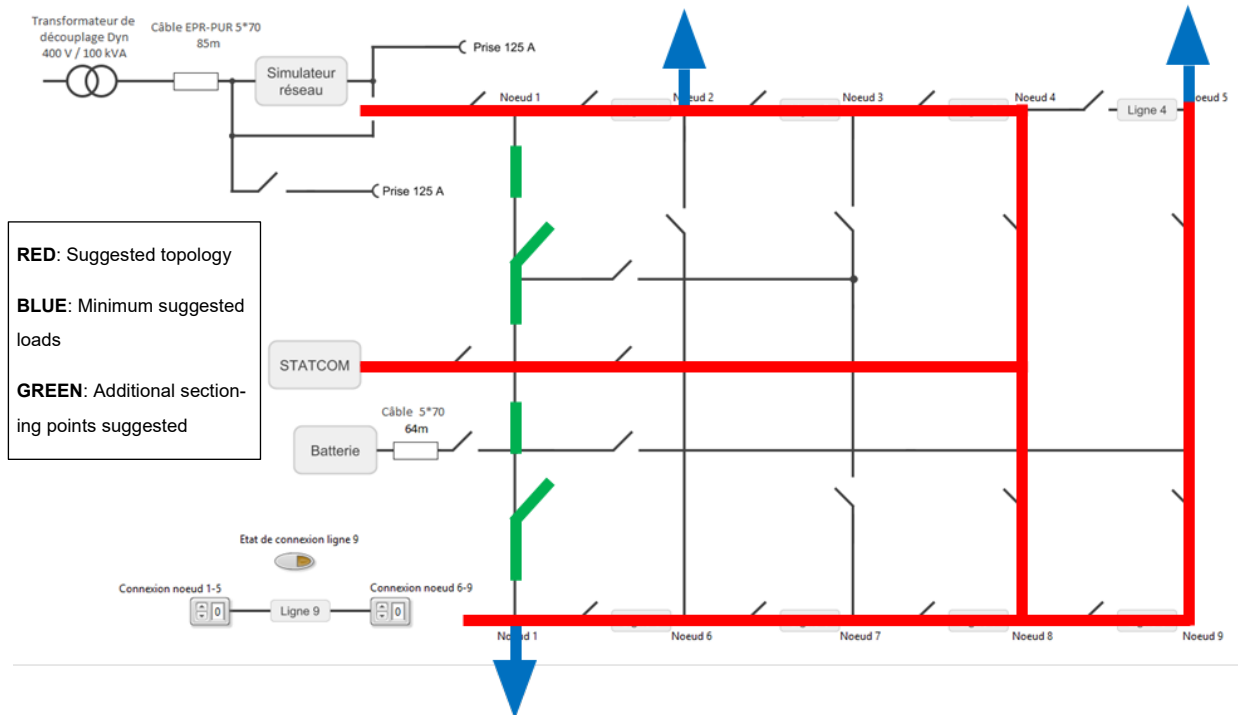 Transformateur de
découplage Dyn
400 V / 100 kVA
Câble EPR-PUR 5*70
85m
Simulateur
réseau
Prise 125 A
Prise 125 A
Noeud 1
Noeud 2
Noeud 3
Noeud 4
Ligne 4
oeud 5
RED: Suggested topology
BLUE: Minimum suggested
loads
GREEN: Additional section-
ing points suggested
STATCOM
Câble 5*70
64m
Batterie
Etat de connexion ligne 9
Connexion noeud 1-5
0
Ligne 9
Connexion noeud 6-9
0
Noeud 6
Noeud 7
Noeud 8
Noeud 9